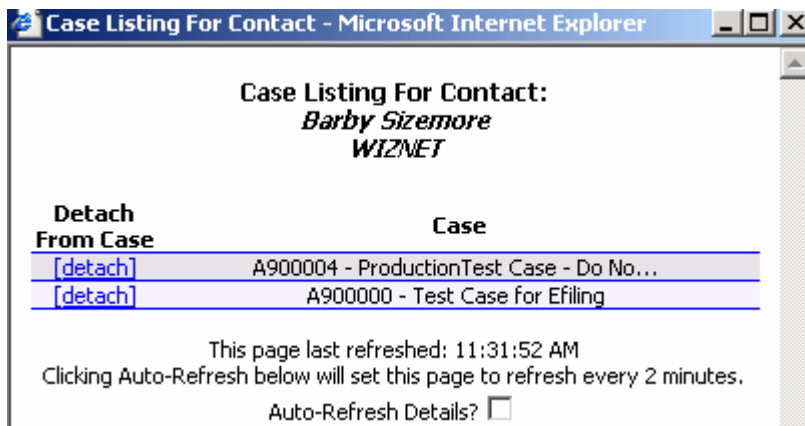 Case Listing For Contact - Microsoft Internet Explorer
Case Listing For Contact:
Barby Sizemore
WIZNET
Detach
From Case
Case
[detach] A900004 - ProductionTest Case - Do No...
[detach] A900000 - Test Case for Efiling
This page last refreshed: 11:31:52 AM
Clicking Auto-Refresh below will set this page to refresh every 2 minutes.
Auto-Refresh Details?